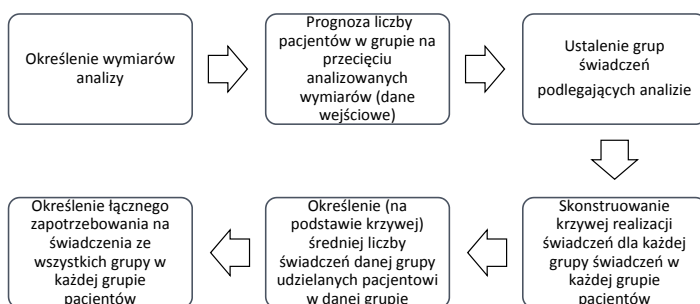 Określenie wymiarów
analizy
Prognoza liczby
pacjentów w grupie na
przecięciu
analizowanych
wymiarów (dane
wejściowe)
Ustalenie grup
świadczeń
podlegających analizie
Skonstruowanie
krzywej realizacji
świadczeń dla każdej
grupy świadczeń w
każdej grupie
pacjentów
Określenie (na
podstawie krzywej)
średniej liczby
świadczeń danej grupy
udzielanych pacjentowi
w danej grupie
Określenie łącznego
zapotrzebowania na
świadczenia ze
wszystkich grupy w
każdej grupie
pacjentów